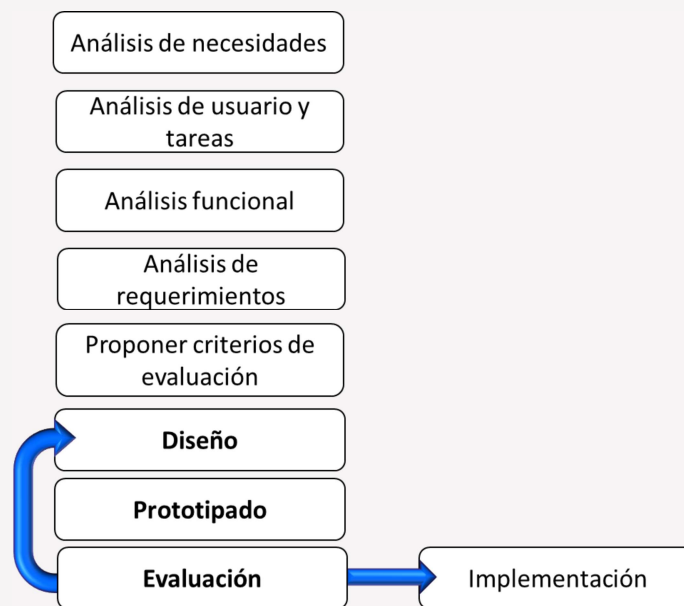 Análisis de necesidades
Análisis de usuario y
tareas
Análisis funcional
Análisis de
requerimientos
Proponer criterios de
evaluación
Diseño
Prototipado
Evaluación
Implementación